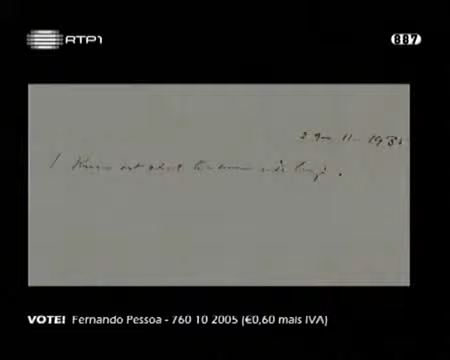 RTP1
887
29-11-1935
I know not what tomorrow will bring.
VOTE! Fernando Pessoa - 760 10 2005 (€0,60 mais IVA)